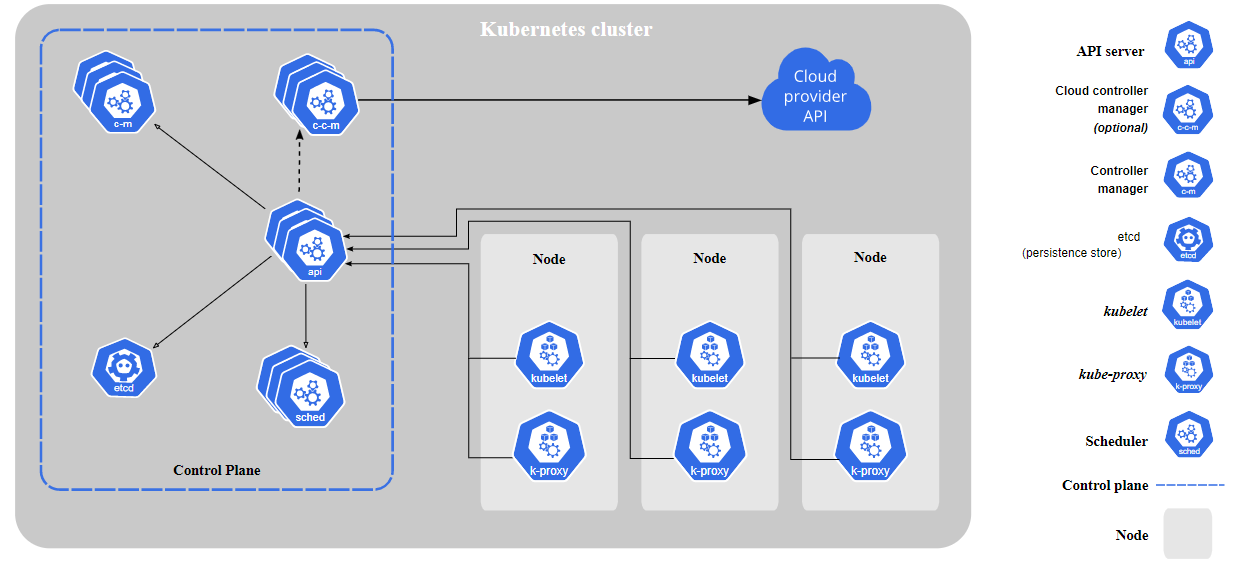 Kubernetes cluster
c-m
c-c-m
Cloud
provider
API
api
etcd
sched
Control Plane
Node
kubelet
k-proxy
Node
kubelet
k-proxy
Node
kubelet
k-proxy
API server
api
Cloud controller
manager
(optional)
c-c-m
Controller
manager
c-m
etcd
(persistence store)
etcd
kubelet
kubelet
kube-proxy
k-proxy
Scheduler
sched
Control plane
Node